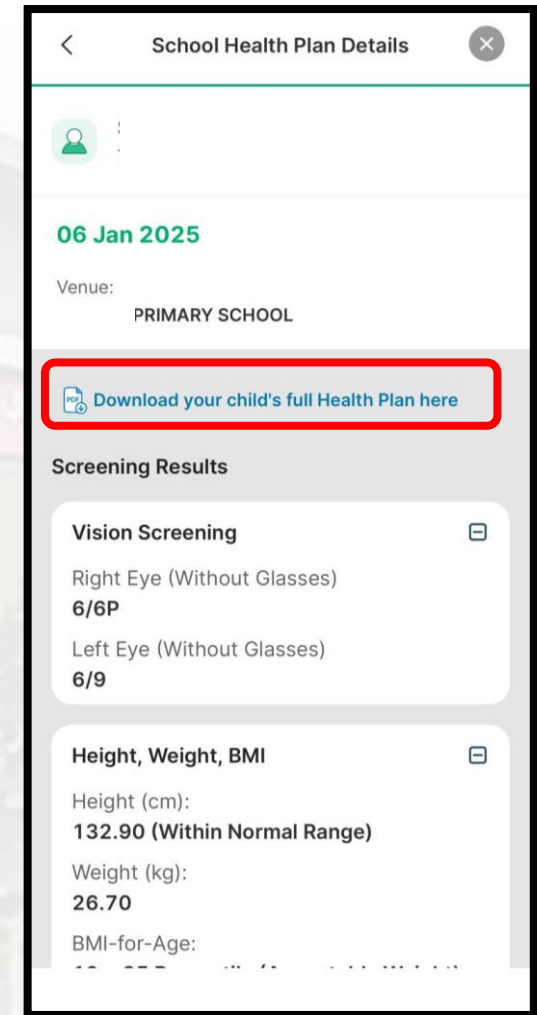 School Health Plan Details
06 Jan 2025
Venue:
PRIMARY SCHOOL
PDF Download your child's full Health Plan here
Screening Results
Vision Screening
Right Eye (Without Glasses)
6/6P
Left Eye (Without Glasses)
6/9
Height, Weight, BMI
Height (cm):
132.90 (Within Normal Range)
Weight (kg):
26.70
BMI-for-Age: